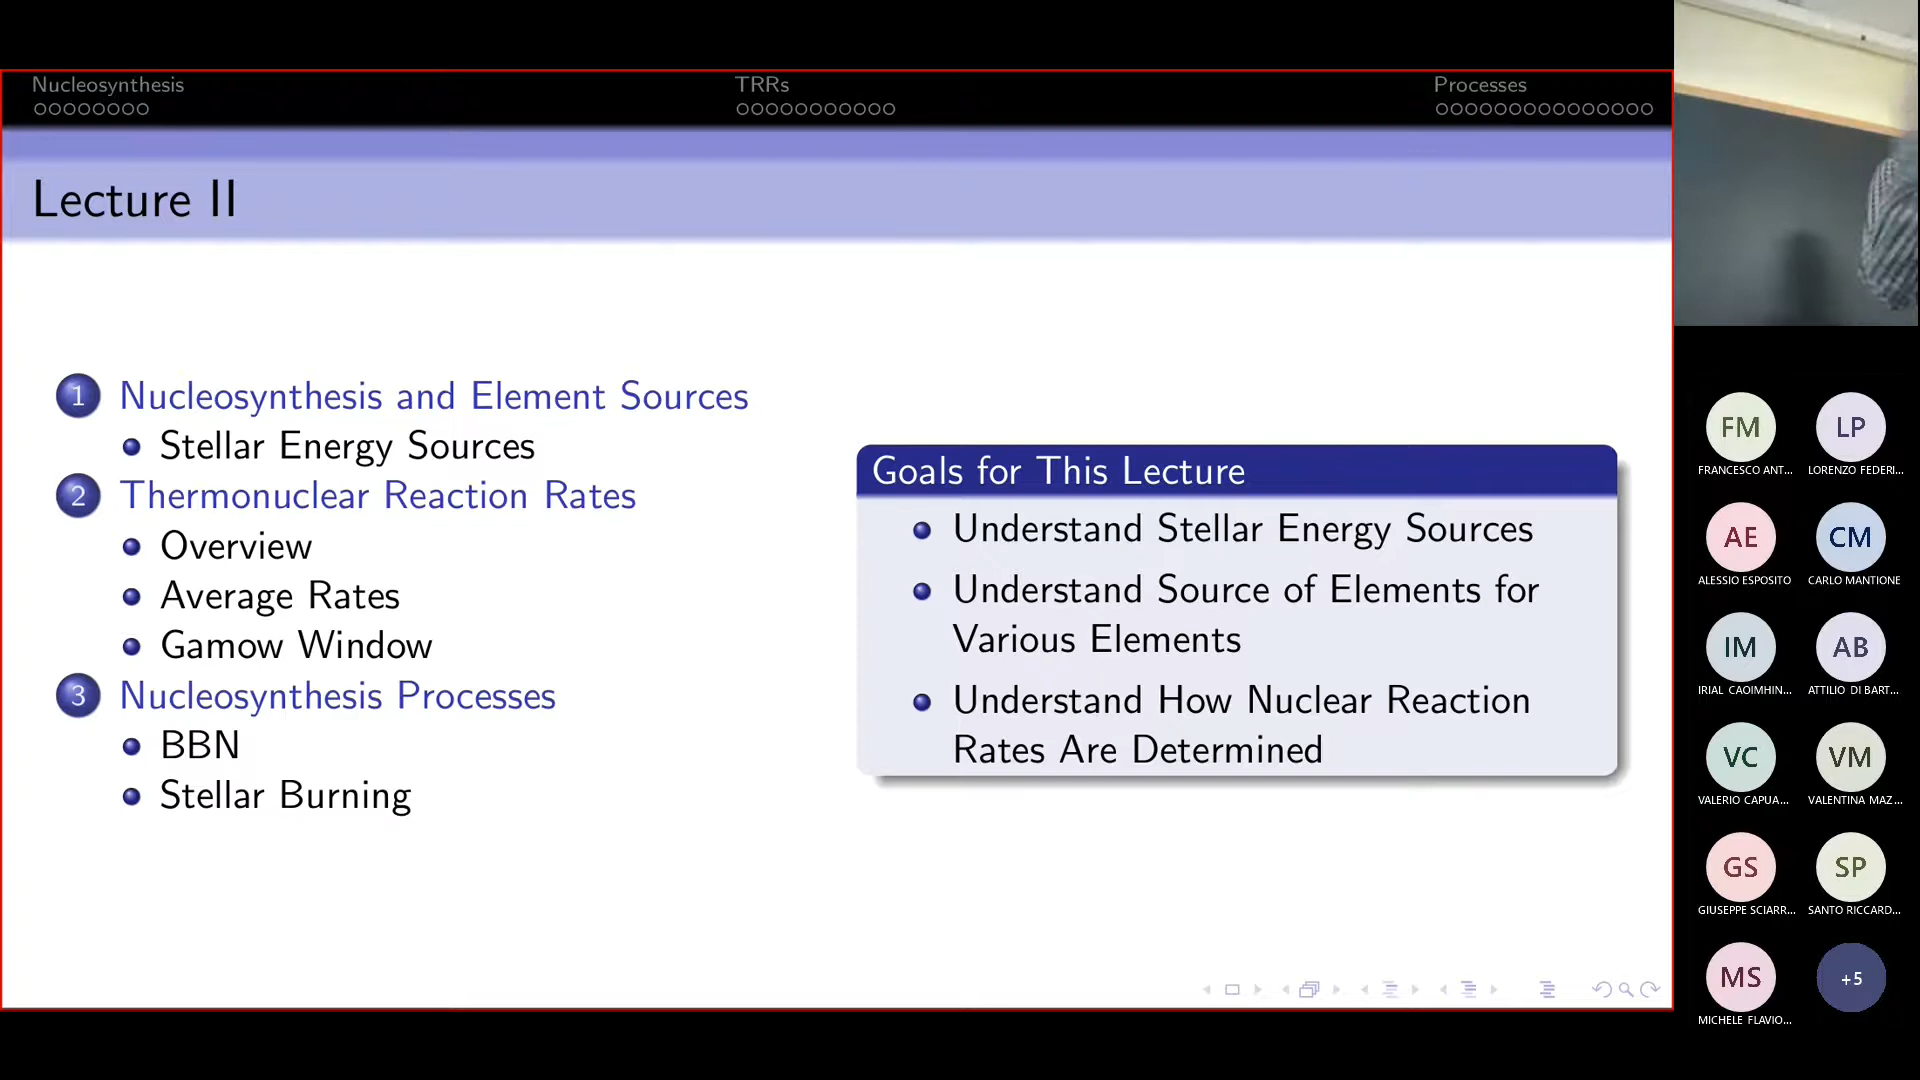 Nucleosynthesis
TRRs
Processes
Lecture II
1 Nucleosynthesis and Element Sources
Stellar Energy Sources
2 Thermonuclear Reaction Rates
Overview
Average Rates
Gamow Window
3 Nucleosynthesis Processes
BBN
Stellar Burning
Goals for This Lecture
Understand Stellar Energy Sources
Understand Source of Elements for
Various Elements
Understand How Nuclear Reaction
Rates Are Determined
FM
LP
FRANCESCO ANT...
LORENZO FEDERI...
AE
CM
ALESSIO ESPOSITO
CARLO MANTIONE
IM
AB
IRIAL CAOIMHIN...
ATTILIO DI BART...
VC
VM
VALERIO CAPUA...
VALENTINA MAZ...
GS
SP
GIUSEPPE SCIARR...
SANTO RICCARD...
MS
+5
MICHELE FLAVIO...